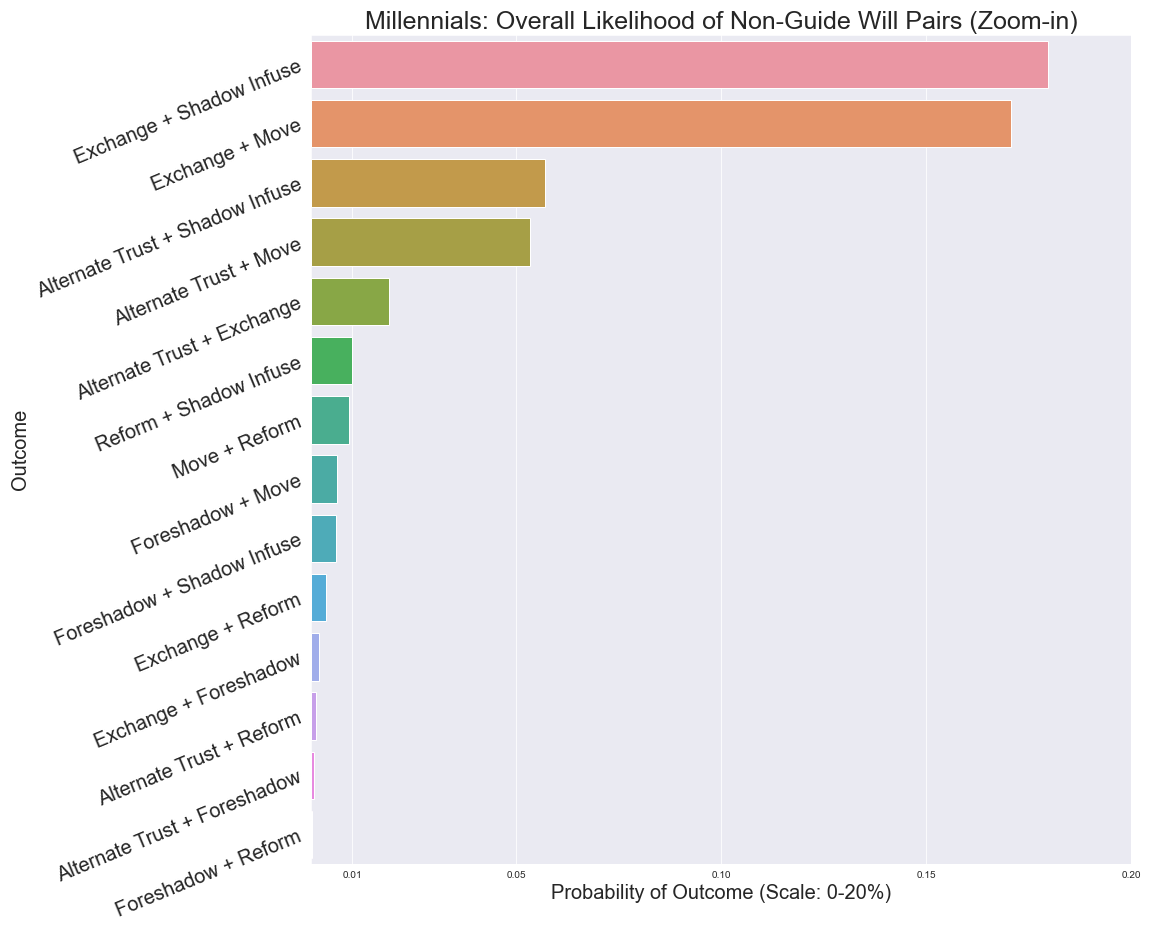 Millennials: Overall Likelihood of Non-Guide Will Pairs (Zoom-in)
Exchange + Shadow Infuse
Exchange + Move
Alternate Trust + Shadow Infuse
Alternate Trust + Move
Alternate Trust + Exchange
Reform + Shadow Infuse
Move + Reform
Foreshadow + Move
Foreshadow + Shadow Infuse
Exchange + Reform
Exchange + Foreshadow
Alternate Trust + Reform
Alternate Trust + Foreshadow
Foreshadow + Reform
Outcome
0.01 0.05 0.10 0.15 0.20
Probability of Outcome (Scale: 0-20%)